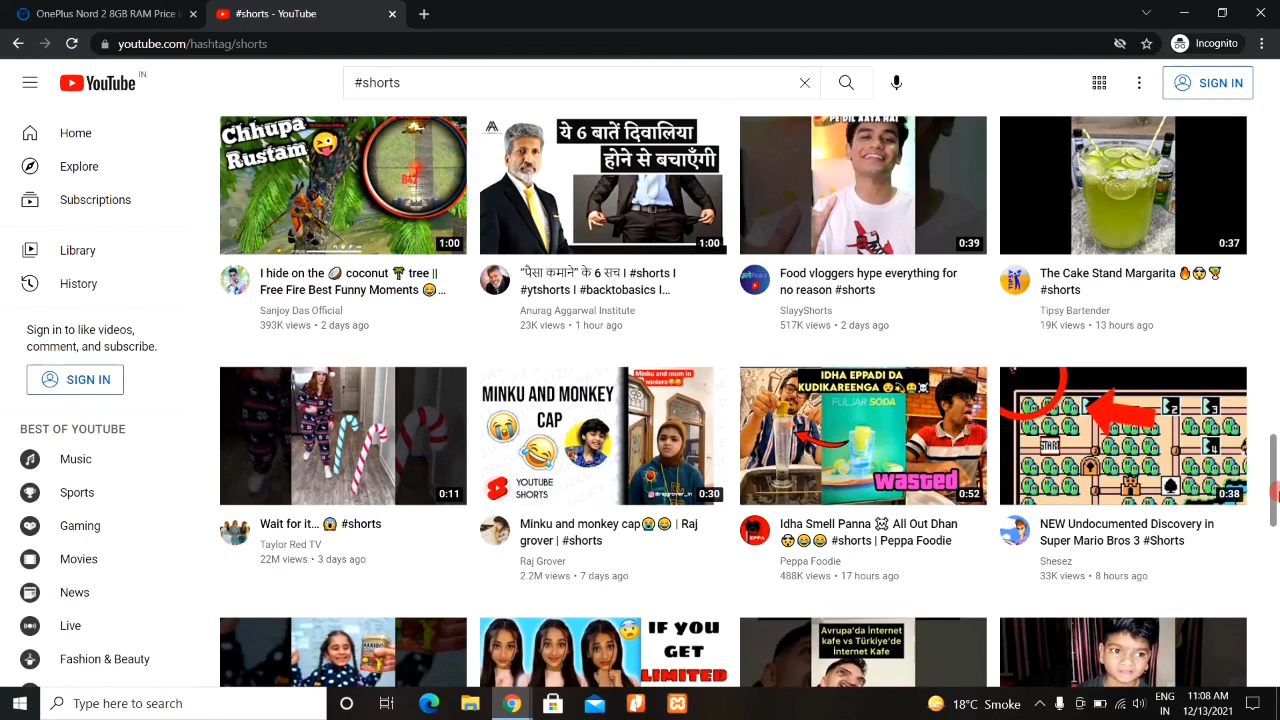 OnePlus Nord 2 8GB RAM Price
#shorts - YouTube
youtube.com/hashtag/shorts
Incognito
YouTube
IN
#shorts
SIGN IN
Home
Explore
Subscriptions
Library
History
Sign in to like videos,
comment, and subscribe.
SIGN IN
BEST OF YOUTUBE
Music
Sports
Gaming
Movies
News
Live
Fashion & Beauty
Chhupa
Rustam
1:00
I hide on the 🥥 coconut 🌴 tree ||
Free Fire Best Funny Moments 😂...
Sanjoy Das Official
393K views • 2 days ago
ये 6 बातें दिवालिया
होने से बचाएँगी
1:00
“पैसा कमाने” के 6 सच I #shorts I
#ytshorts I #backtobasics I...
Anurag Aggarwal Institute
23K views • 1 hour ago
0:39
Food vloggers hype everything for
no reason #shorts
SlayyShorts
517K views • 2 days ago
0:37
The Cake Stand Margarita 🔥🤯🍸
#shorts
Tipsy Bartender
19K views • 13 hours ago
0:11
Wait for it... 😱 #shorts
Taylor Red TV
22M views • 3 days ago
MINKU AND MONKEY
CAP
Minku and mom in
winters
YOUTUBE
SHORTS
@rajgrover_in
0:30
Minku and monkey cap😭😂 | Raj
grover | #shorts
Raj Grover
2.2M views • 7 days ago
IDHA EPPADI DA
KUDIKAREENGA
FULJAR SODA
wasted
0:52
EPPA
Idha Smell Panna ☠ All Out Dhan
🤯😂😂 #shorts | Peppa Foodie
Peppa Foodie
488K views • 17 hours ago
START
2
3
4
0:38
NEW Undocumented Discovery in
Super Mario Bros 3 #Shorts
Shesez
33K views • 8 hours ago
HARIBO
IF YOU
GET
LIMITED
Avrupa'da İnternet
kafe vs Türkiye'de
İnternet Kafe
Type here to search
18°C Smoke
ENG
IN
11:08 AM
12/13/2021